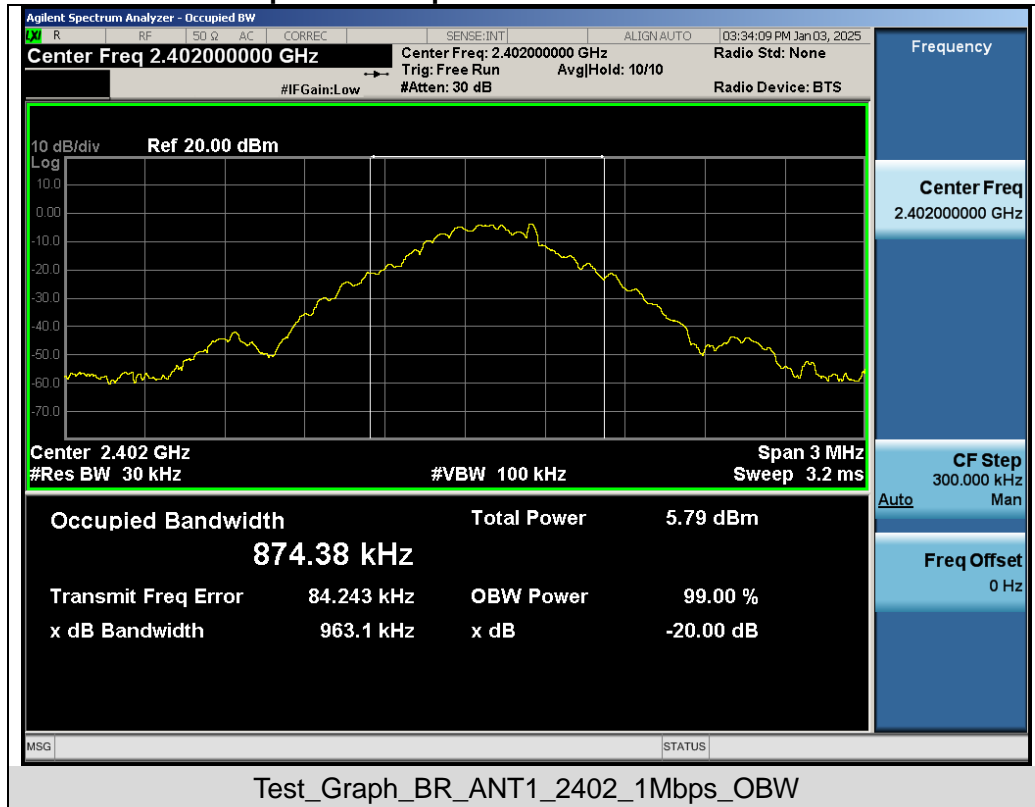 Agilent Spectrum Analyzer - Occupied BW
LXI R RF 50 Ω AC CORREC SENSE:INT ALIGN AUTO 03:34:09 PM Jan 03, 2025
Center Freq 2.402000000 GHz
Center Freq: 2.402000000 GHz
Radio Std: None
Trig: Free Run Avg|Hold: 10/10
#IFGain:Low #Atten: 30 dB Radio Device: BTS
Frequency
10 dB/div Ref 20.00 dBm
Log
10.0
0.00
-10.0
-20.0
-30.0
-40.0
-50.0
-60.0
-70.0
Center 2.402 GHz Span 3 MHz
#Res BW 30 kHz #VBW 100 kHz Sweep 3.2 ms
Center Freq
2.402000000 GHz
CF Step
300.000 kHz
Auto Man
Freq Offset
0 Hz
Occupied Bandwidth Total Power 5.79 dBm
874.38 kHz
Transmit Freq Error 84.243 kHz OBW Power 99.00 %
x dB Bandwidth 963.1 kHz x dB -20.00 dB
MSG STATUS
Test_Graph_BR_ANT1_2402_1Mbps_OBW